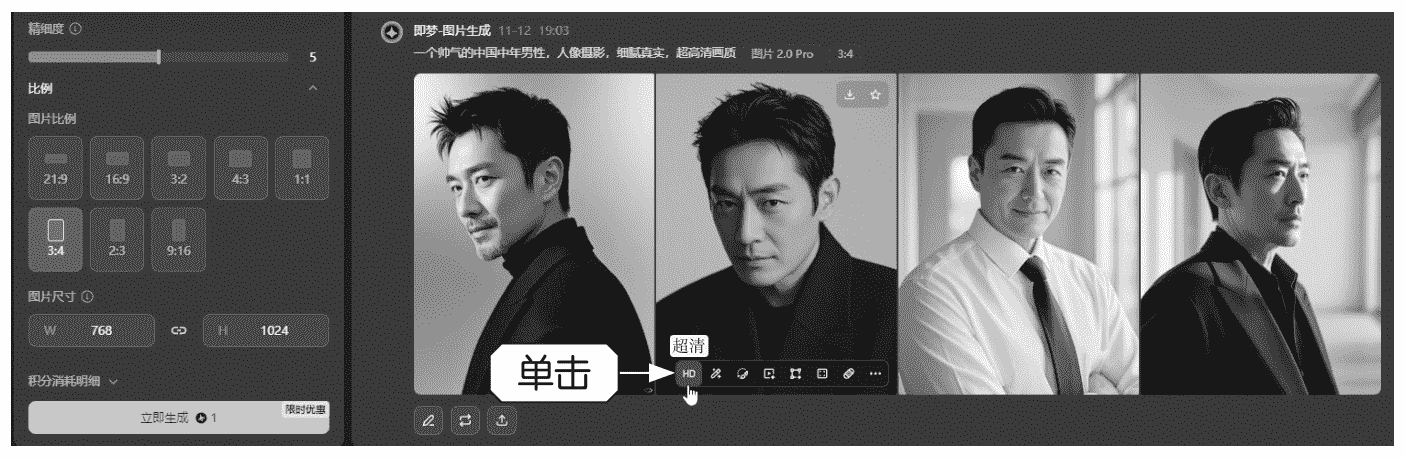 精细度
5
比例
图片比例
21:9 16:9 3:2 4:3 1:1
3:4 2:3 9:16
图片尺寸
W 768 H 1024
积分消耗明细
限时优惠
立即生成 1
即梦-图片生成 11-12 19:03
一个帅气的中国中年男性，人像摄影，细腻真实，超高清画质 图片 2.0 Pro 3:4
超清
单击
HD